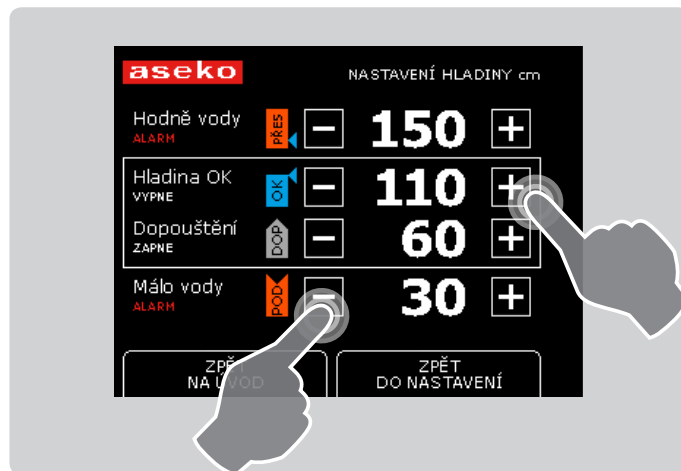 aseko
NASTAVENÍ HLADINY cm
Hodně vody
ALARM
PŘES
− 150 +
Hladina OK
VYPNE
OK
− 110 +
Dopouštění
ZAPNE
DOP
− 60 +
Málo vody
ALARM
POD
− 30 +
ZPĚT
NA ÚVOD
ZPĚT
DO NASTAVENÍ